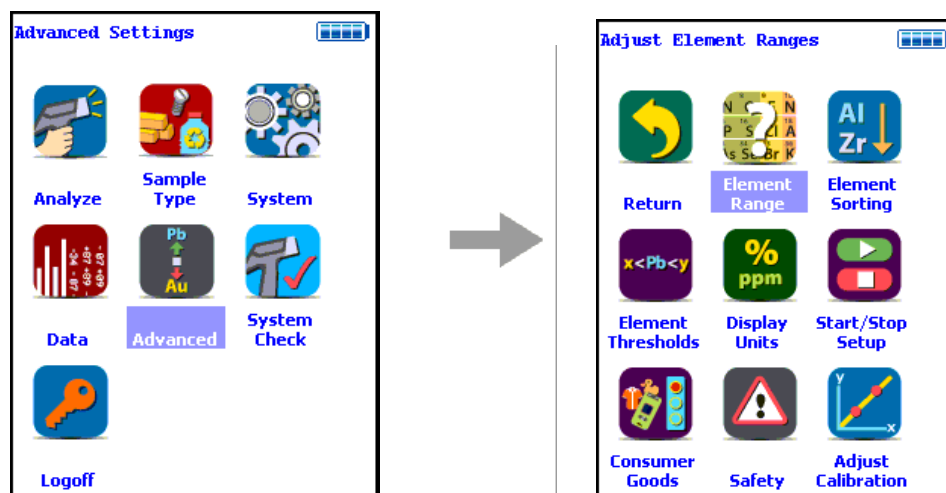 Advanced Settings
Analyze
Sample
Type
System
Pb
Au
Data
Advanced
System
Check
Logoff
Adjust Element Ranges
?
Al
Zr
Return
Element
Range
Element
Sorting
x<Pb<y
%
ppm
Element
Thresholds
Display
Units
Start/Stop
Setup
!
y
x
Consumer
Goods
Safety
Adjust
Calibration